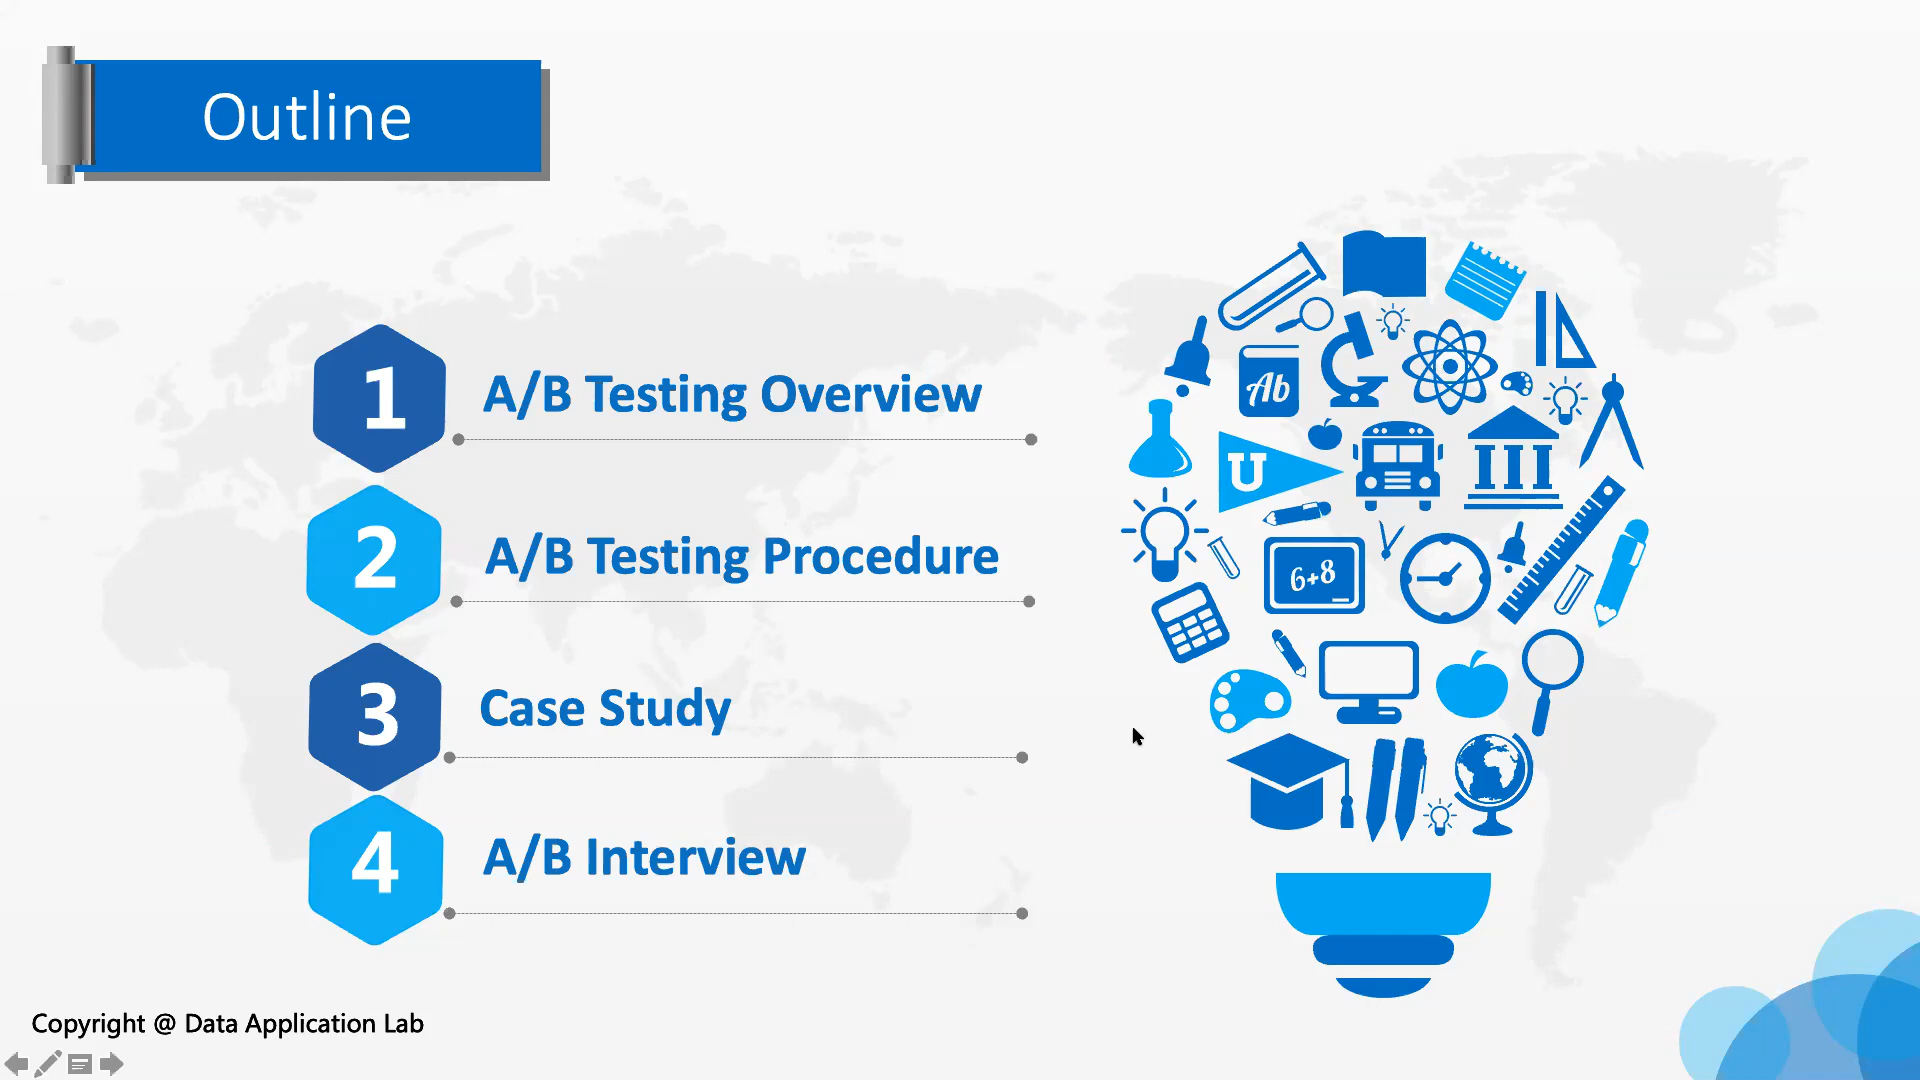 Outline
1
A/B Testing Overview
2
A/B Testing Procedure
3
Case Study
4
A/B Interview
Ab
U
6+8
Copyright @ Data Application Lab